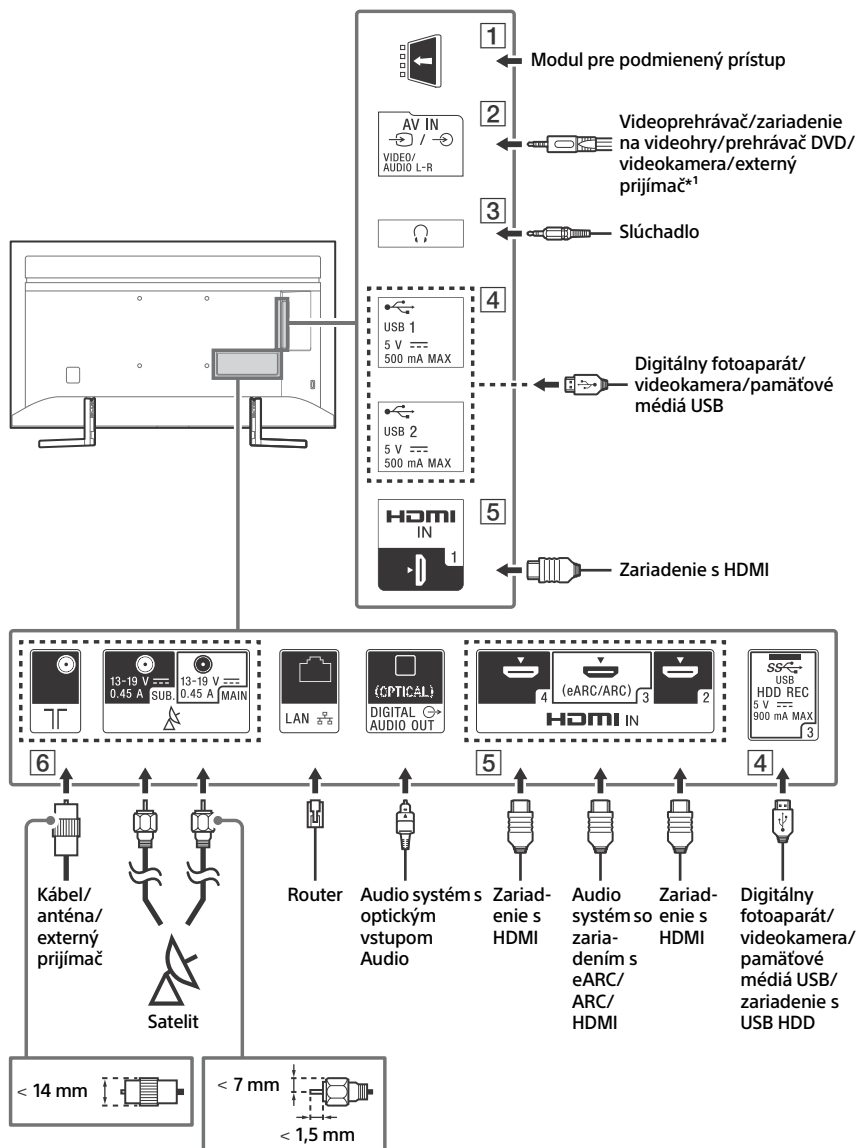 1
Modul pre podmienený prístup
2
AV IN
/
VIDEO/
AUDIO L-R
Videoprehrávač/zariadenie
na videohry/prehrávač DVD/
videokamera/externý
prijímač*1
3
Slúchadlo
4
USB 1
5 V
500 mA MAX
USB 2
5 V
500 mA MAX
Digitálny fotoaparát/
videokamera/pamäťové
médiá USB
5
HDMI
IN
1
Zariadenie s HDMI
13-19 V
0.45 A
SUB.
13-19 V
0.45 A
MAIN
LAN
(OPTICAL)
DIGITAL
AUDIO OUT
4
(eARC/ARC)
3
2
HDMI IN
SS
USB
HDD REC
5 V
900 mA MAX
3
6
5
4
Kábel/
anténa/
externý
prijímač
Satelit
Router
Audio systém s
optickým
vstupom
Audio
Zariad-
enie s
HDMI
Audio
systém so
zaria-
dením s
eARC/
ARC/
HDMI
Zariad-
enie s
HDMI
Digitálny
fotoaparát/
videokamera/
pamäťové
médiá USB/
zariadenie s
USB HDD
< 14 mm
< 7 mm
< 1,5 mm